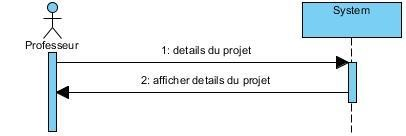 System
Professeur
1: details du projet
2: afficher details du projet